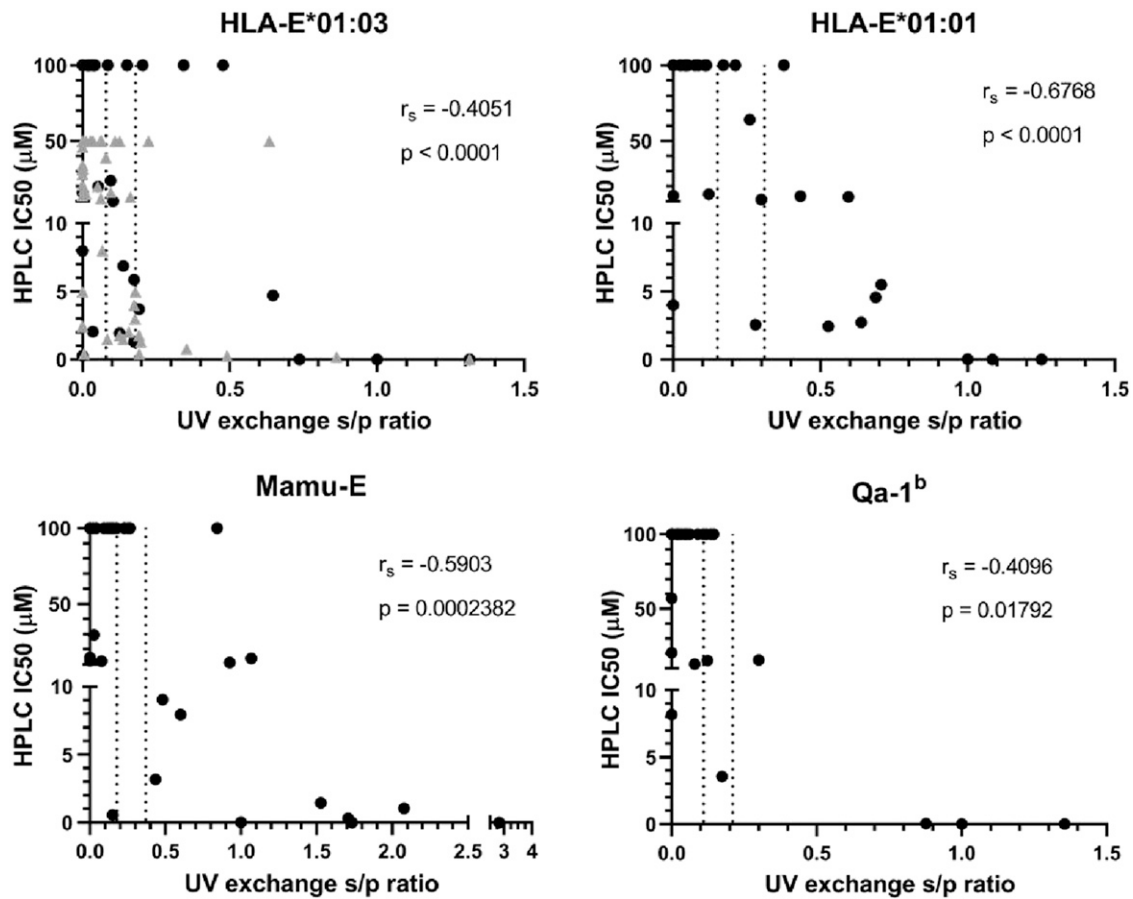 HLA-E*01:03
HPLC IC50 (μM)
100
50
10
5
0
rs = -0.4051
p < 0.0001
0.0 0.5 1.0 1.5
UV exchange s/p ratio
HLA-E*01:01
HPLC IC50 (μM)
100
50
10
5
0
rs = -0.6768
p < 0.0001
0.0 0.5 1.0 1.5
UV exchange s/p ratio
Mamu-E
HPLC IC50 (μM)
100
50
10
5
0
rs = -0.5903
p = 0.0002382
0.0 0.5 1.0 1.5 2.0 2.5 3 4
UV exchange s/p ratio
Qa-1b
HPLC IC50 (μM)
100
50
10
5
0
rs = -0.4096
p = 0.01792
0.0 0.5 1.0 1.5
UV exchange s/p ratio